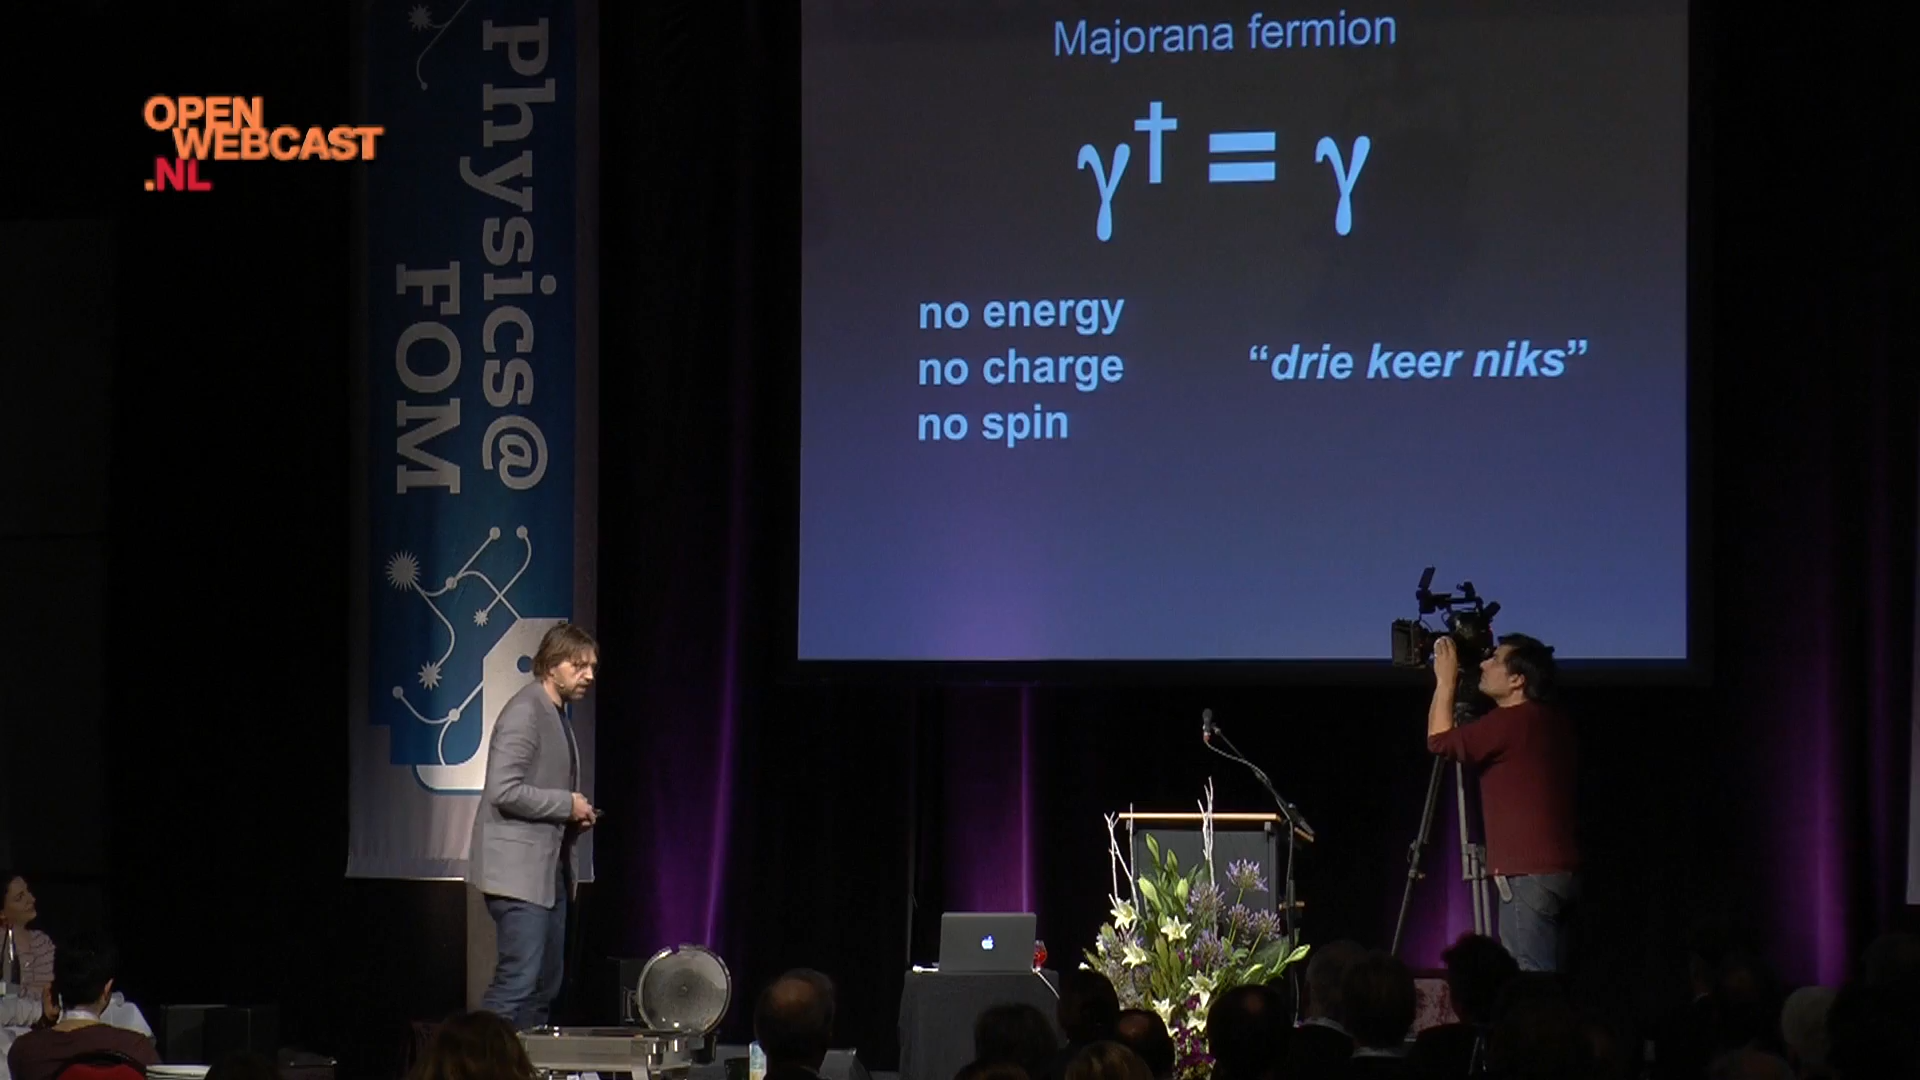 OPEN
WEBCAST
.NL
Physics@
FOM
Majorana fermion
γ† = γ
no energy
no charge
no spin
“drie keer niks”